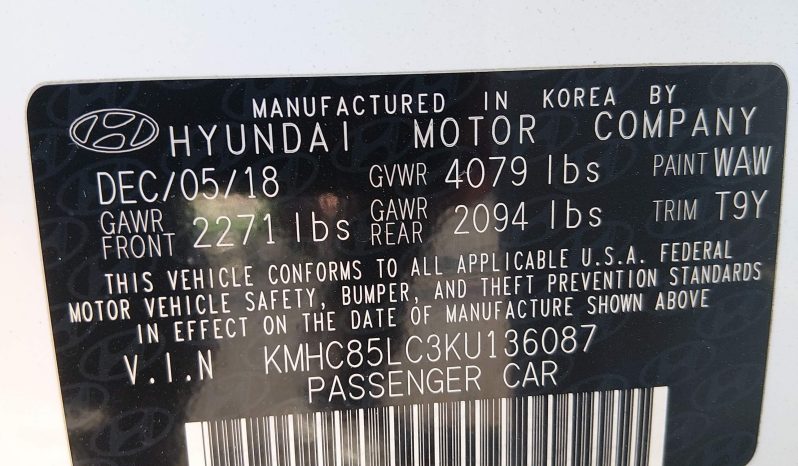 MANUFACTURED IN KOREA BY
HYUNDAI MOTOR COMPANY
DEC/05/18 GVWR 4079 lbs PAINT WAW
GAWR FRONT 2271 lbs GAWR REAR 2094 lbs TRIM T9Y
THIS VEHICLE CONFORMS TO ALL APPLICABLE U.S.A. FEDERAL
MOTOR VEHICLE SAFETY, BUMPER, AND THEFT PREVENTION STANDARDS
IN EFFECT ON THE DATE OF MANUFACTURE SHOWN ABOVE
V.I.N KMHC85LC3KU136087
PASSENGER CAR